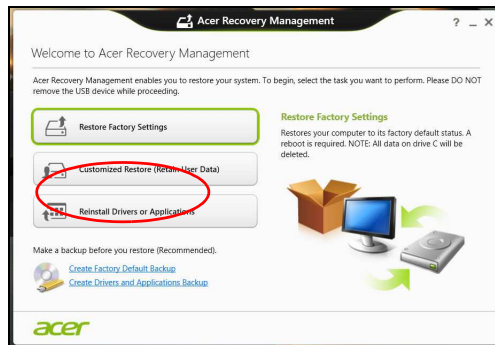 Acer Recovery Management
? _ X
Welcome to Acer Recovery Management
Acer Recovery Management enables you to restore your system. To begin, select the task you want to perform. Please DO NOT
remove the USB device while proceeding.
Restore Factory Settings
Customized Restore (Retain User Data)
Reinstall Drivers or Applications
Restore Factory Settings
Restores your computer to its factory default status. A
reboot is required. NOTE: All data on drive C will be
deleted.
Make a backup before you restore (Recommended).
Create Factory Default Backup
Create Drivers and Applications Backup
acer